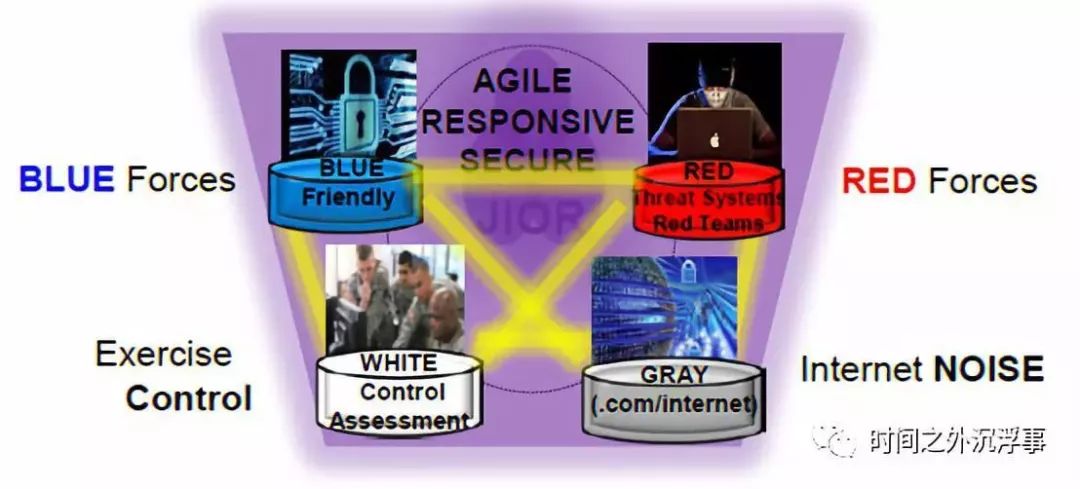 AGILE
RESPONSIVE
SECURE
JIOR
BLUE Forces
BLUE
Friendly
RED
Threat Systems
Red Teams
RED Forces
Exercise
Control
WHITE
Control
Assessment
GRAY
(.com/internet)
Internet NOISE
时间之外沉浮事